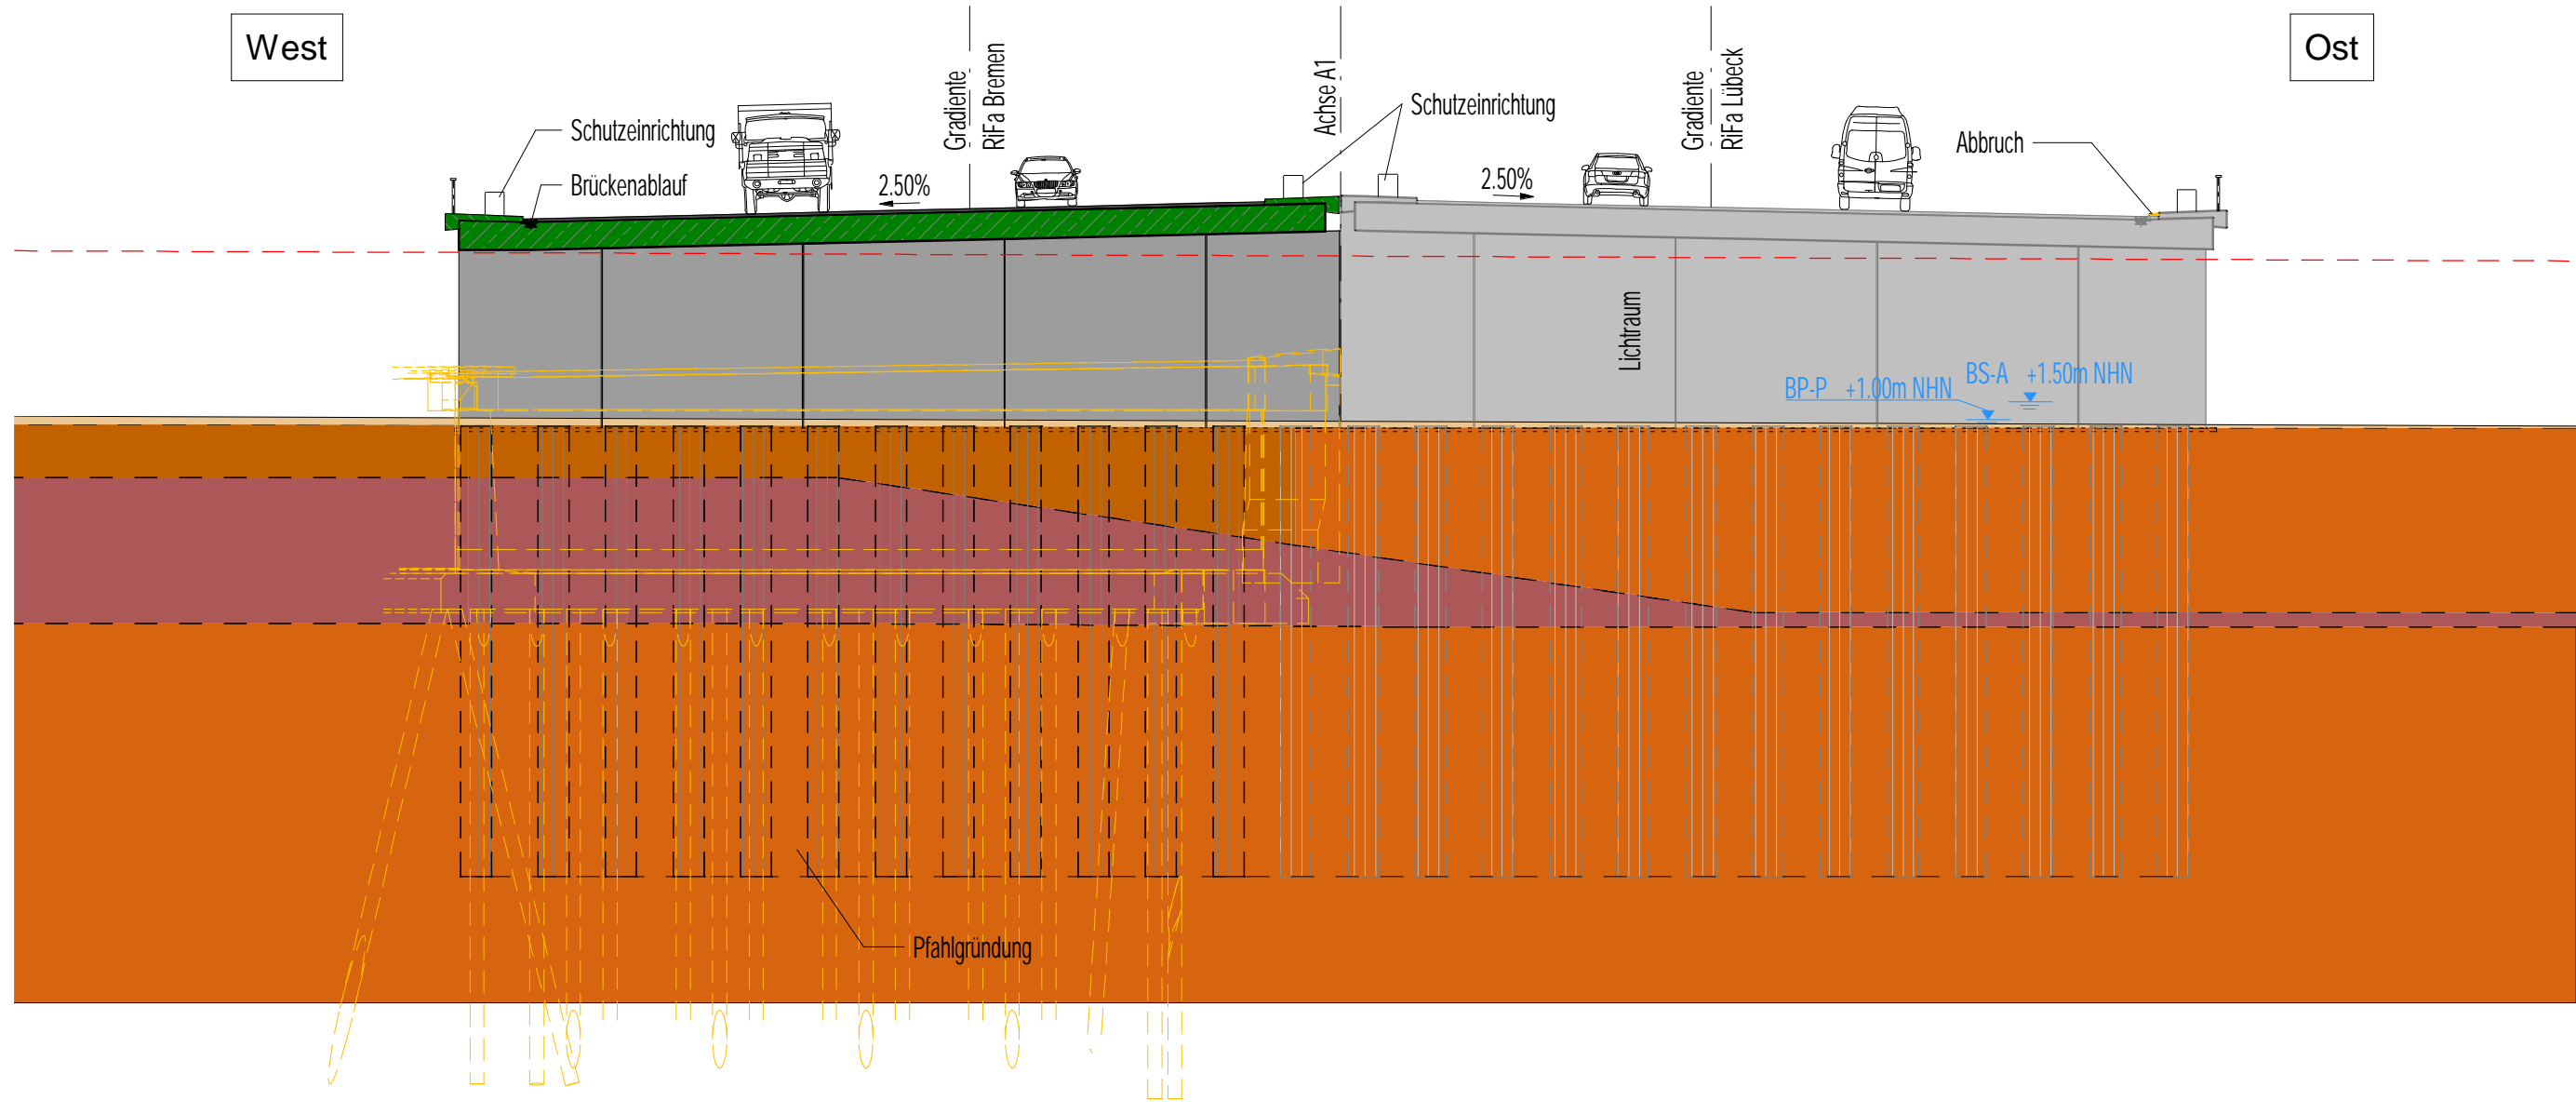 West
Ost
Gradiente
RiFa Bremen
Achse A1
Gradiente
RiFa Lübeck
Schutzeinrichtung
Brückenablauf
2.50%
Schutzeinrichtung
2.50%
Abbruch
Lichtraum
BP-P +1.00m NHN
BS-A +1.50m NHN
Pfahlgründung